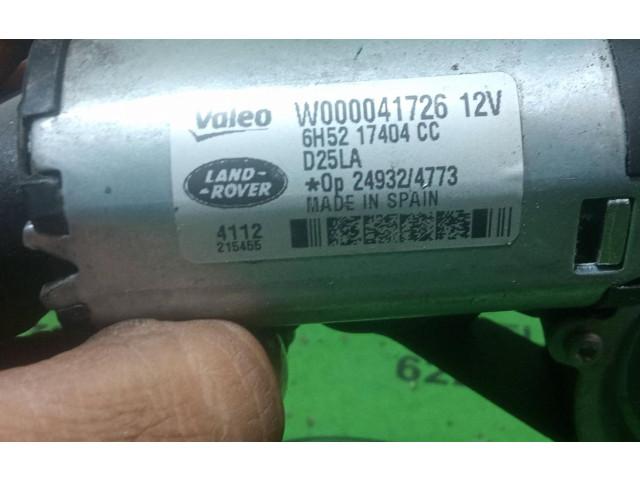 Valeo W000041726 12V
6H52 17404 CC
D25LA
LAND-
-ROVER
*Op 24932/4773
MADE IN SPAIN
4112
215455